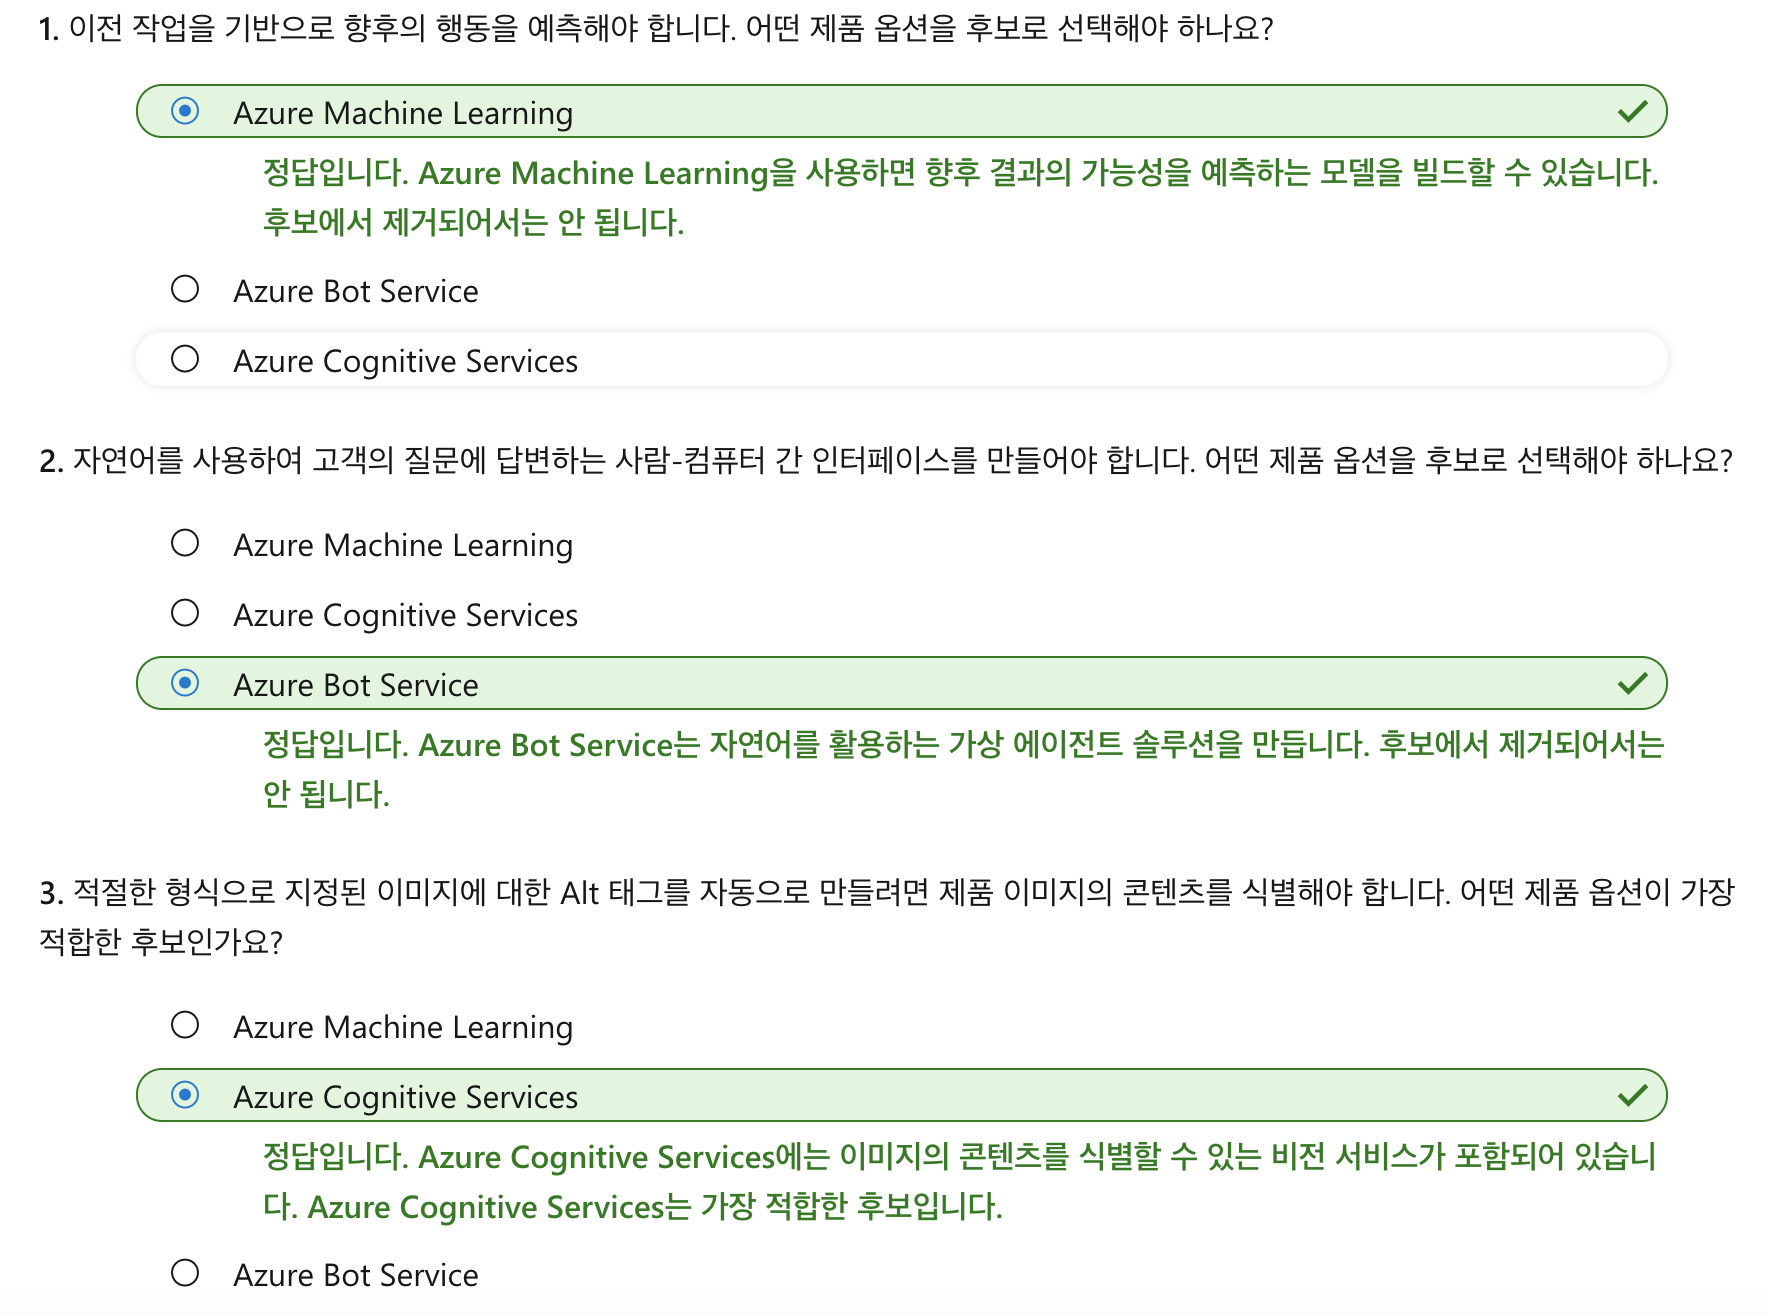 1. 이전 작업을 기반으로 향후의 행동을 예측해야 합니다. 어떤 제품 옵션을 후보로 선택해야 하나요?
Azure Machine Learning
정답입니다. Azure Machine Learning을 사용하면 향후 결과의 가능성을 예측하는 모델을 빌드할 수 있습니다.
후보에서 제거되어서는 안 됩니다.
Azure Bot Service
Azure Cognitive Services
2. 자연어를 사용하여 고객의 질문에 답변하는 사람-컴퓨터 간 인터페이스를 만들어야 합니다. 어떤 제품 옵션을 후보로 선택해야 하나요?
Azure Machine Learning
Azure Cognitive Services
Azure Bot Service
정답입니다. Azure Bot Service는 자연어를 활용하는 가상 에이전트 솔루션을 만듭니다. 후보에서 제거되어서는
안 됩니다.
3. 적절한 형식으로 지정된 이미지에 대한 Alt 태그를 자동으로 만들려면 제품 이미지의 콘텐츠를 식별해야 합니다. 어떤 제품 옵션이 가장
적합한 후보인가요?
Azure Machine Learning
Azure Cognitive Services
정답입니다. Azure Cognitive Services에는 이미지의 콘텐츠를 식별할 수 있는 비전 서비스가 포함되어 있습니
다. Azure Cognitive Services는 가장 적합한 후보입니다.
Azure Bot Service